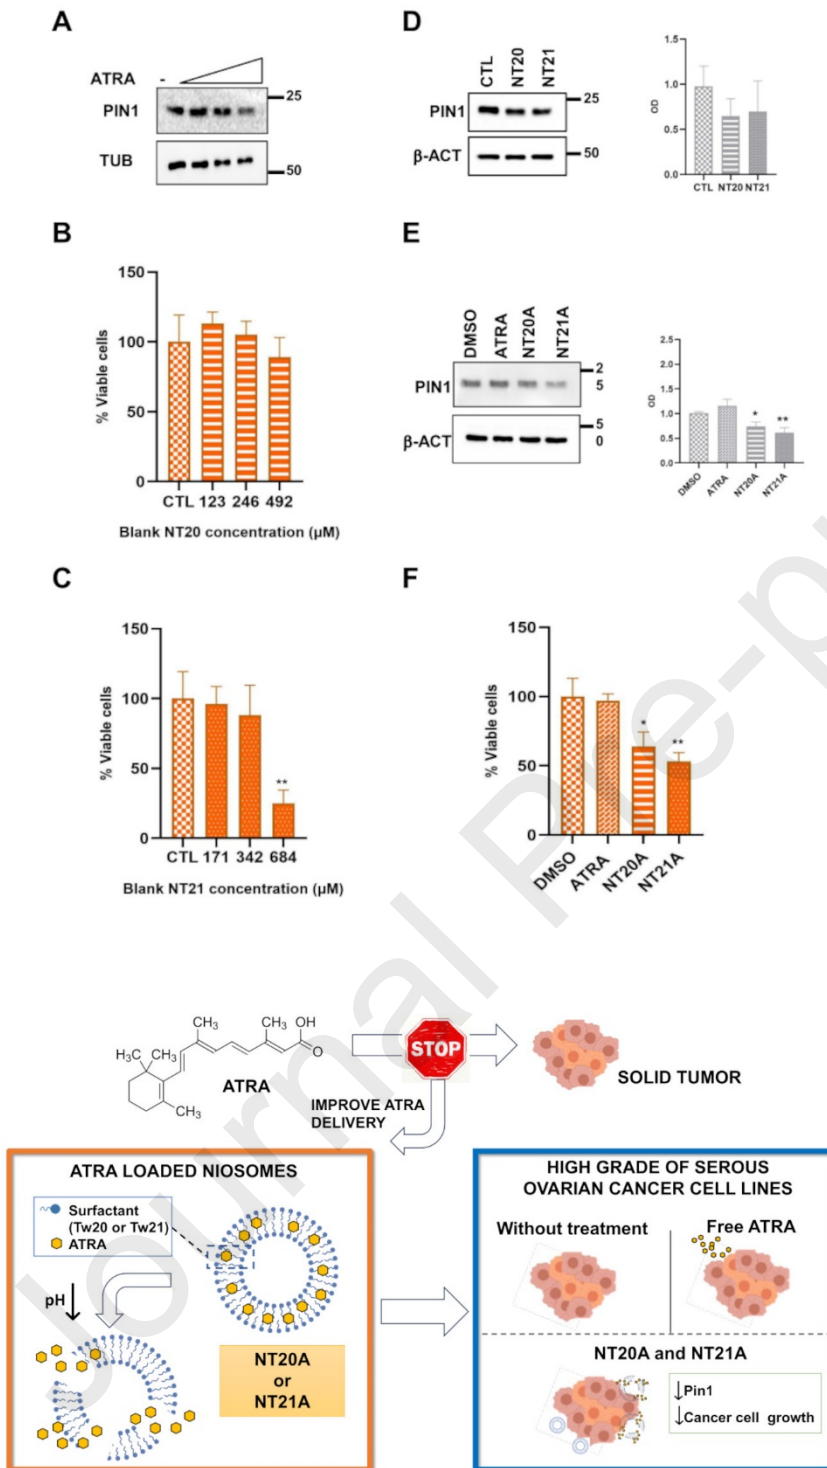 A
ATRA
-
PIN1
25
TUB
50
D
CTL
NT20
NT21
PIN1
25
β-ACT
50
OD
1.5
1.0
0.5
0.0
CTL NT20 NT21
B
% Viable cells
150
100
50
0
CTL 123 246 492
Blank NT20 concentration (µM)
E
DMSO
ATRA
NT20A
NT21A
PIN1
2
5
β-ACT
5
0
OD
2.5
2.0
1.5
1.0
0.5
0.0
*
**
DMSO
ATRA
NT20A
NT21A
C
% Viable cells
150
100
50
0
**
CTL 171 342 684
Blank NT21 concentration (µM)
F
% Viable cells
150
100
50
0
*
**
DMSO
ATRA
NT20A
NT21A
CH3
CH3
OH
O
H3C
CH3
CH3
ATRA
STOP
SOLID TUMOR
IMPROVE ATRA
DELIVERY
ATRA LOADED NIOSOMES
Surfactant
(Tw20 or Tw21)
ATRA
pH
NT20A
or
NT21A
HIGH GRADE OF SEROUS
OVARIAN CANCER CELL LINES
Without treatment
Free ATRA
NT20A and NT21A
↓Pin1
↓Cancer cell growth
Journal Pre-p